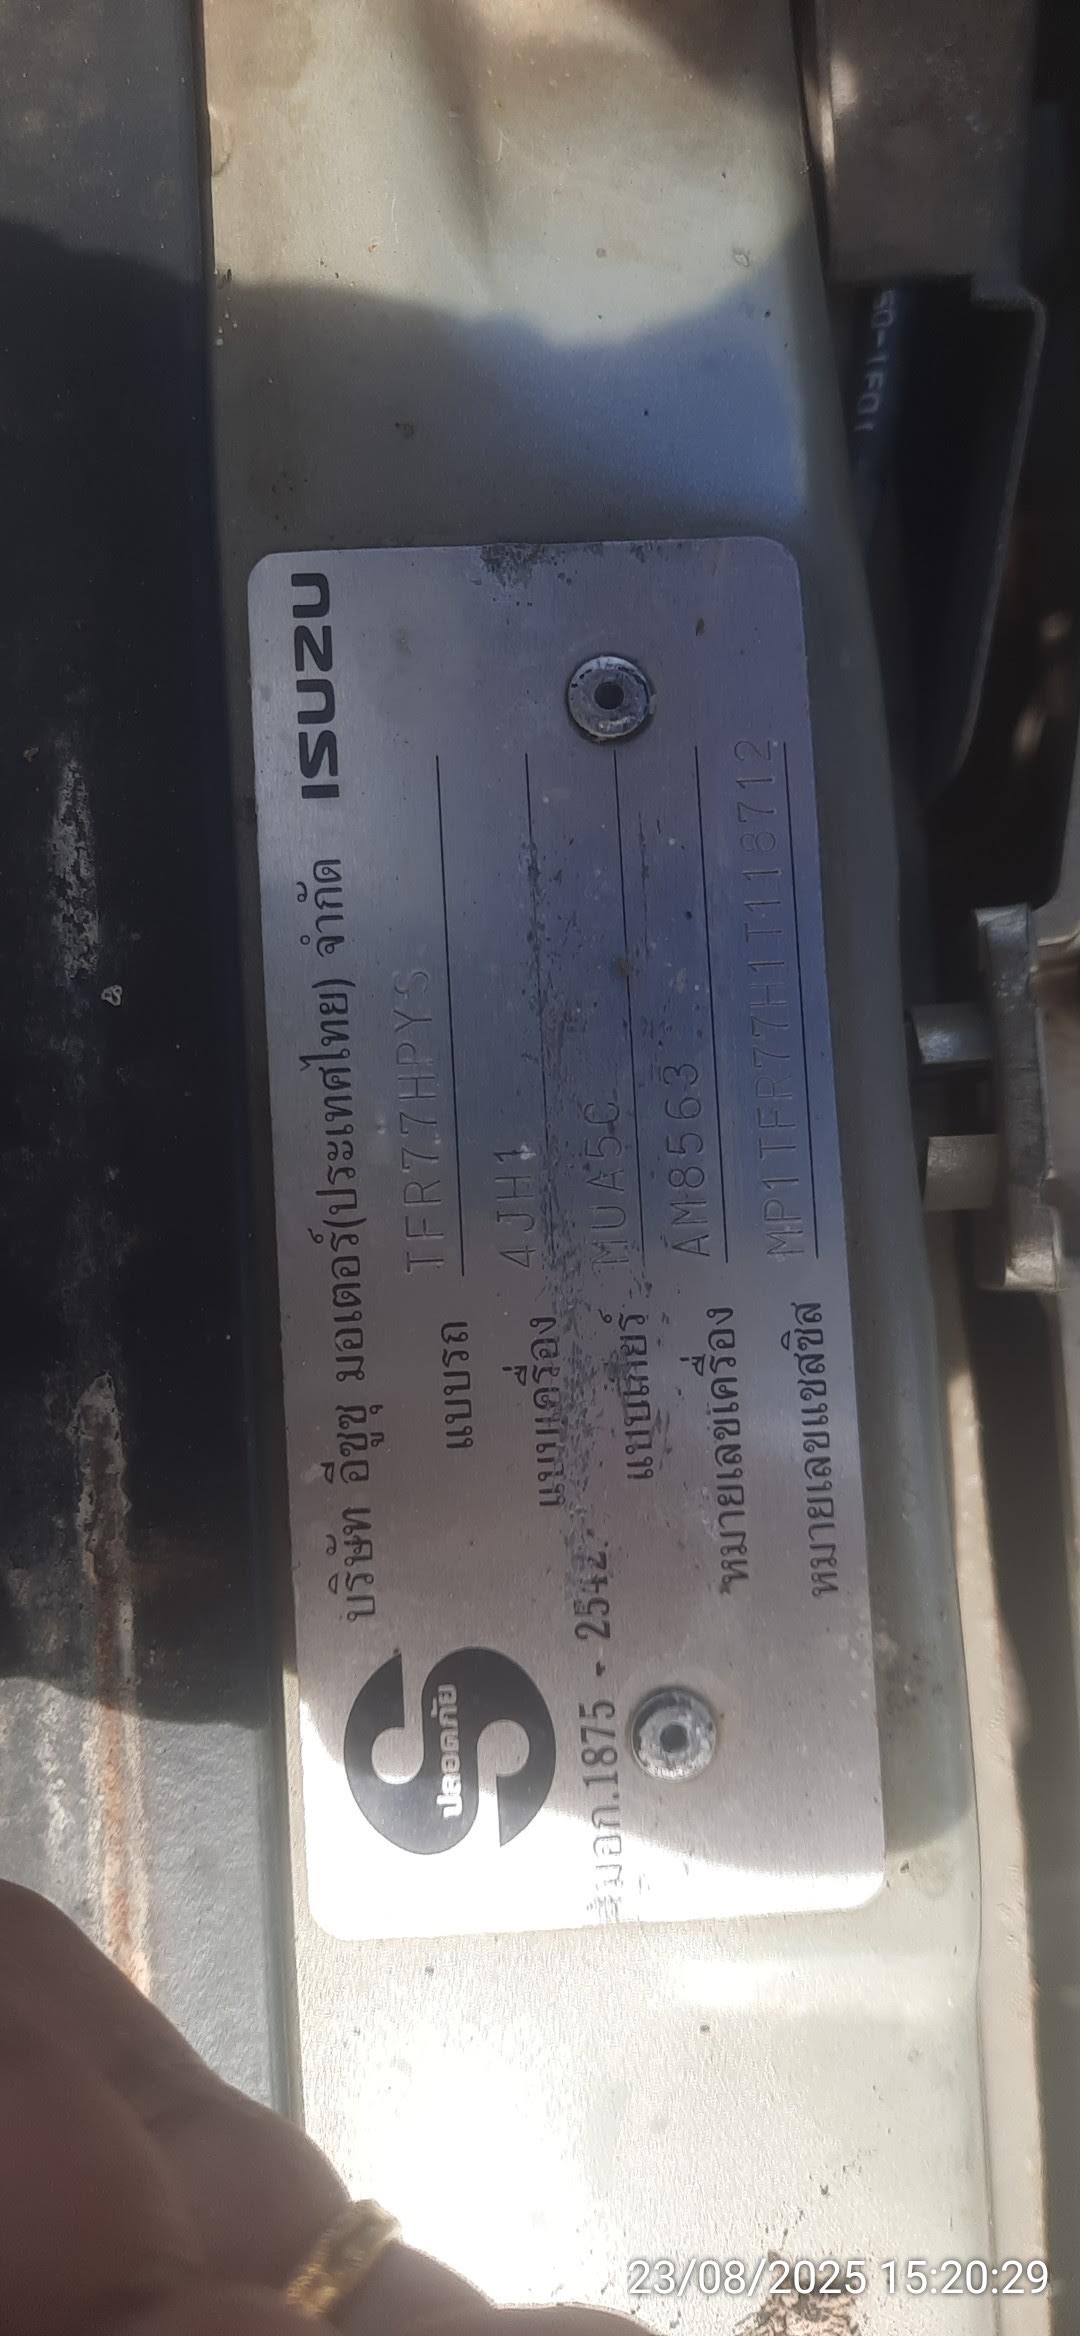 บริษัท อีซูซุ มอเตอร์(ประเทศไทย) จำกัด ISUZU
ปลอดภัย
มอก.1875 - 2542
แบบรถ TFR77HPYS
แบบเครื่อง 4JH1
แบบเกียร์ MUA5C
หมายเลขเครื่อง AM8563
หมายเลขแชสซิส MP1TFR77H1T118712
23/08/2025 15:20:29